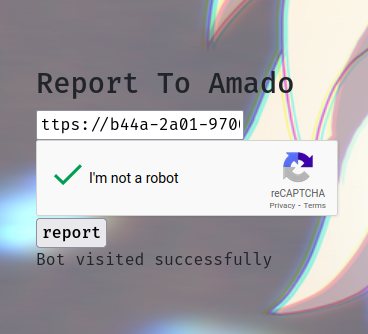 Report To Amado
ttps://b44a-2a01-970
I'm not a robot
reCAPTCHA
Privacy - Terms
report
Bot visited successfully